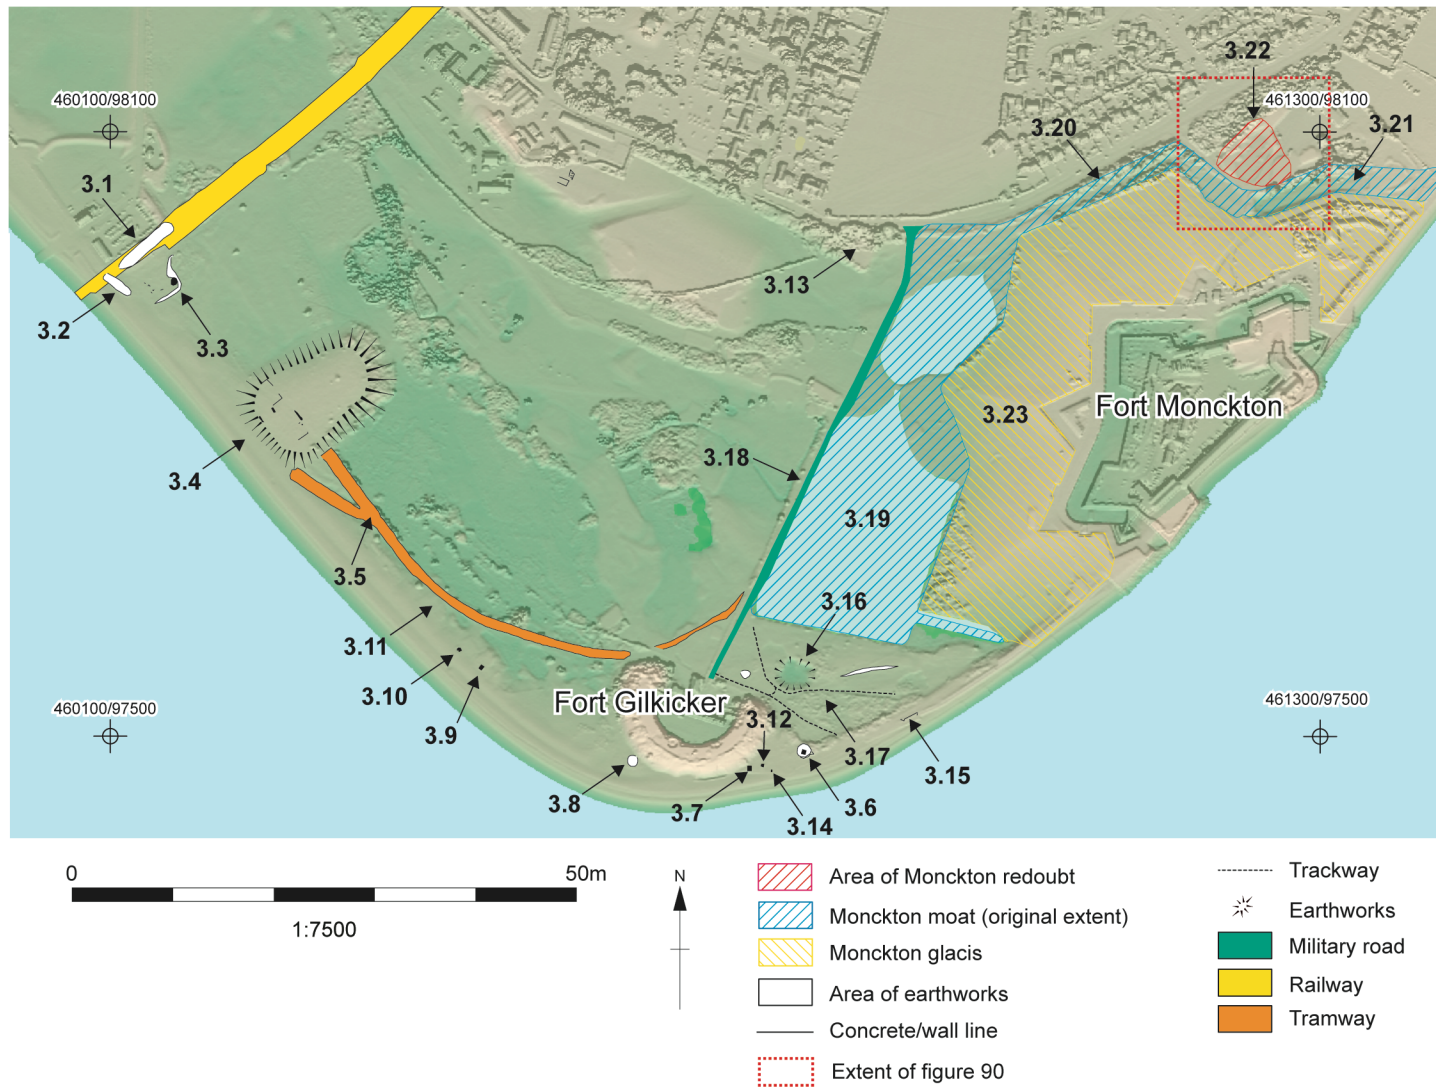 3.22
460100/98100
461300/98100
3.20
3.21
3.1
3.13
3.2
3.3
Fort Monckton
3.23
3.18
3.4
3.19
3.5
3.16
3.11
3.10
Fort Gilkicker
460100/97500
461300/97500
3.12
3.9
3.17
3.15
3.8
3.7
3.6
3.14
0
50m
1:7500
N
Area of Monckton redoubt
Monckton moat (original extent)
Monckton glacis
Area of earthworks
Concrete/wall line
Extent of figure 90
Trackway
Earthworks
Military road
Railway
Tramway